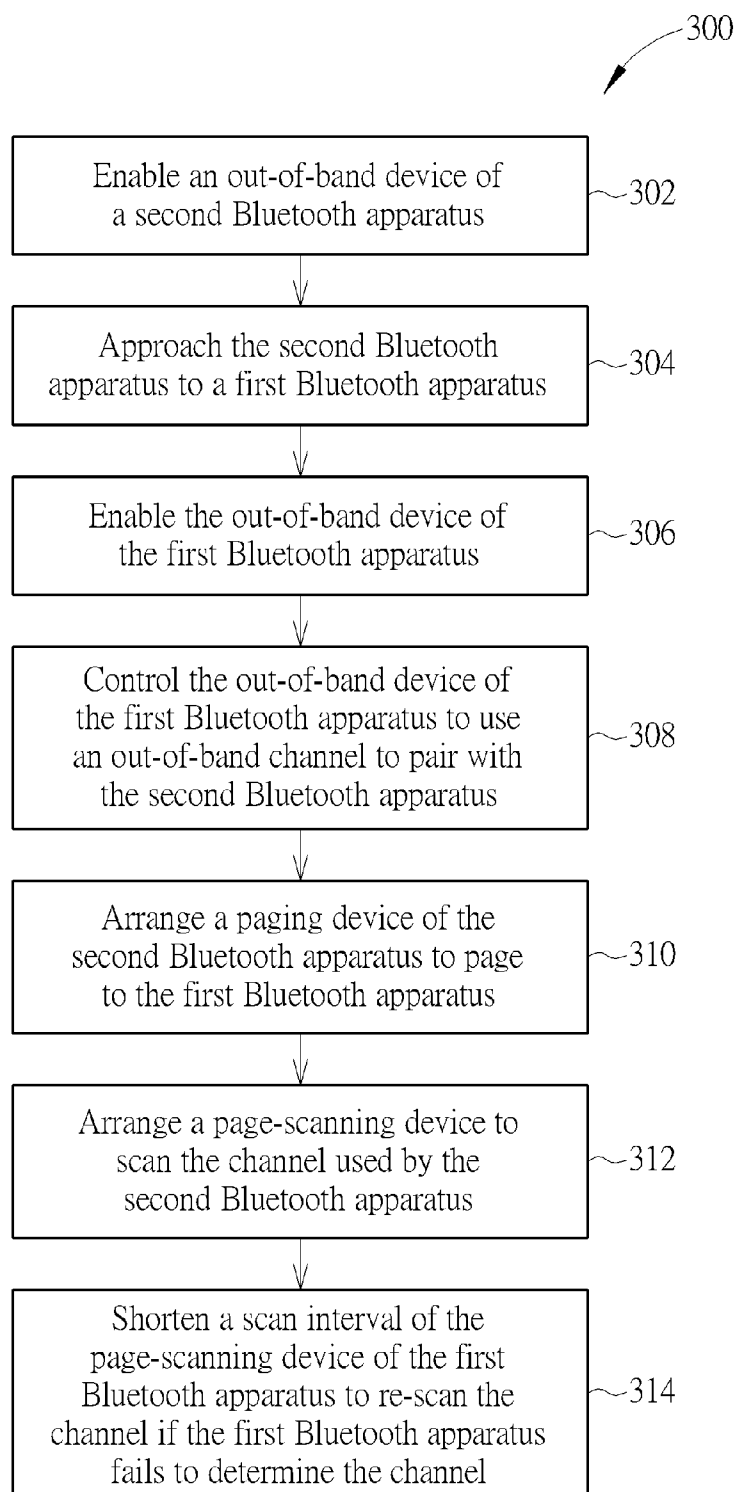 300
Enable an out-of-band device of
a second Bluetooth apparatus
302
Approach the second Bluetooth
apparatus to a first Bluetooth apparatus
304
Enable the out-of-band device of
the first Bluetooth apparatus
306
Control the out-of-band device of
the first Bluetooth apparatus to use
an out-of-band channel to pair with
the second Bluetooth apparatus
308
Arrange a paging device of the
second Bluetooth apparatus to page
to the first Bluetooth apparatus
310
Arrange a page-scanning device to
scan the channel used by the
second Bluetooth apparatus
312
Shorten a scan interval of the
page-scanning device of the first
Bluetooth apparatus to re-scan the
channel if the first Bluetooth apparatus
fails to determine the channel
314